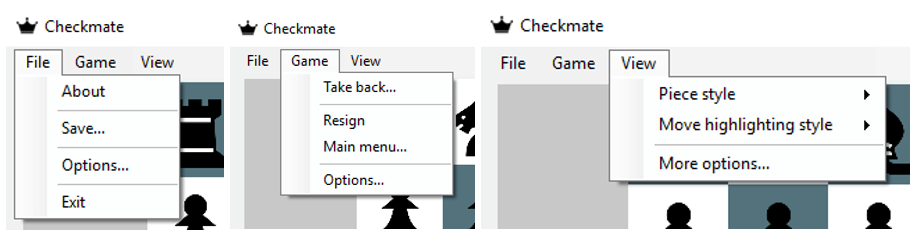 Checkmate
File Game View
About
Save...
Options...
Exit
Checkmate
File Game View
Take back...
Resign
Main menu...
Options...
Checkmate
File Game View
Piece style
Move highlighting style
More options...